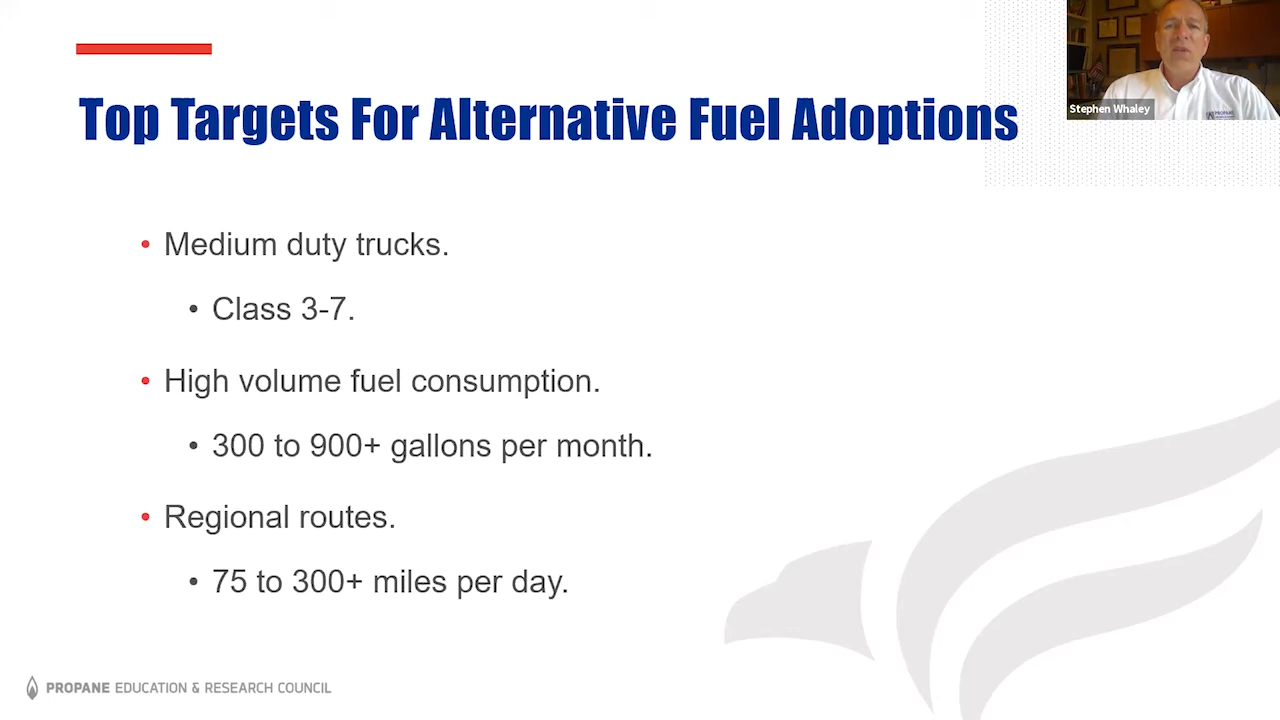 Top Targets For Alternative Fuel Adoptions
Stephen Whaley
PROPANE
• Medium duty trucks.
• Class 3-7.
• High volume fuel consumption.
• 300 to 900+ gallons per month.
• Regional routes.
• 75 to 300+ miles per day.
PROPANE EDUCATION & RESEARCH COUNCIL